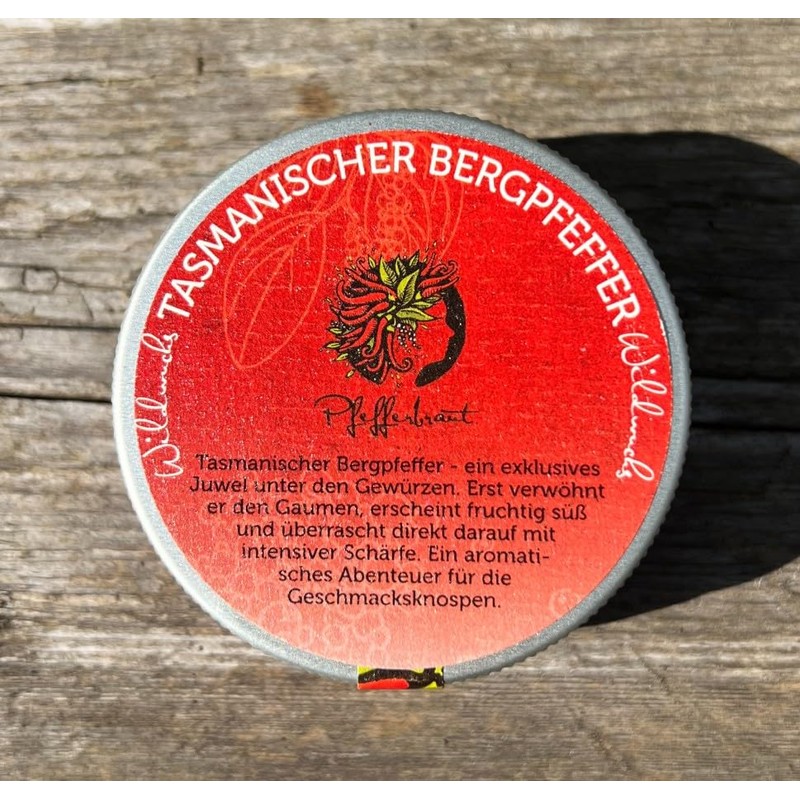 TASMANISCHER BERGPFEFFER
Wildwuchs
Wildwuchs
Pfefferbraut
Tasmanischer Bergpfeffer - ein exklusives
Juwel unter den Gewürzen. Erst verwöhnt
er den Gaumen, erscheint fruchtig süß
und überrascht direkt darauf mit
intensiver Schärfe. Ein aromati-
sches Abenteuer für die
Geschmacksknospen.